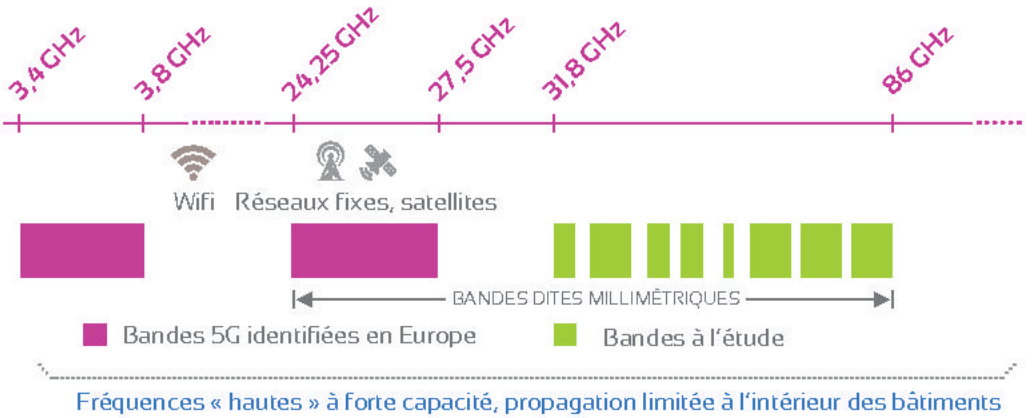 3,4 GHz 3,8 GHz 24,25 GHz 27,5 GHz 31,8 GHz 86 GHz
Wifi Réseaux fixes, satellites
BANDES DITES MILLIMÉTRIQUES
Bandes 5G identifiées en Europe Bandes à l'étude
Fréquences « hautes » à forte capacité, propagation limitée à l'intérieur des bâtiments